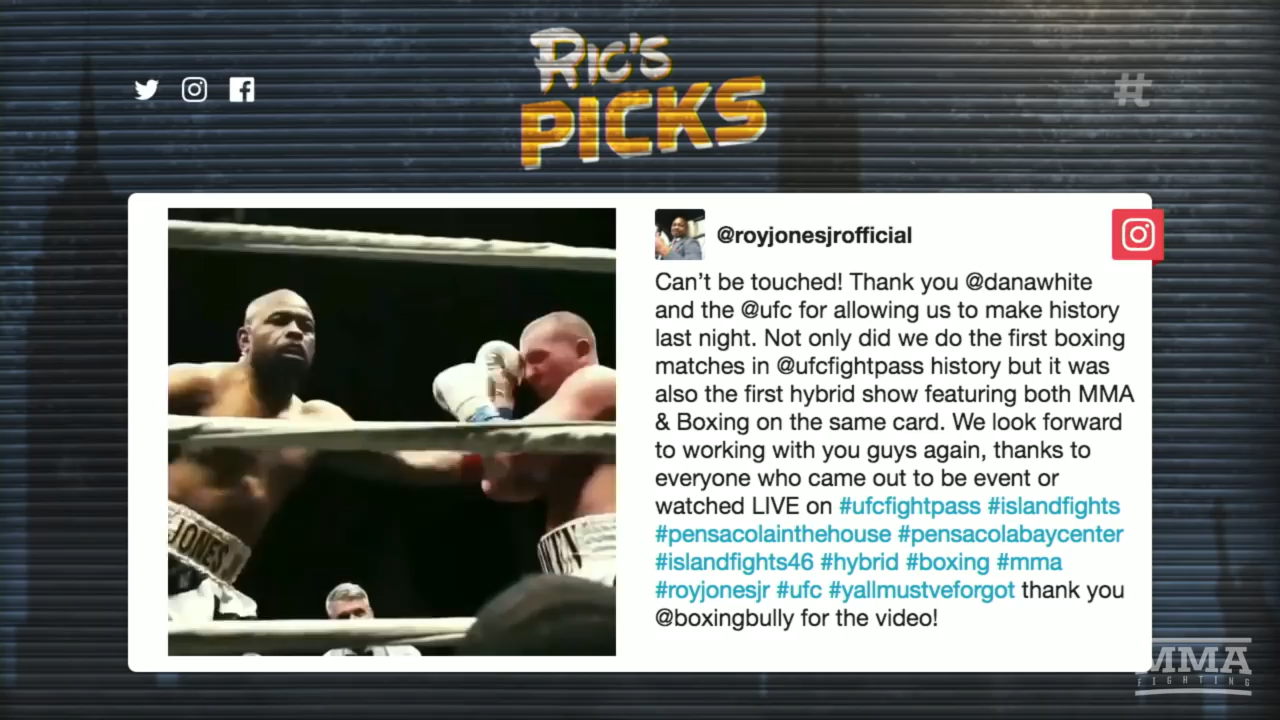 Ric's
PICKS
#
@royjonesjrofficial
Can't be touched! Thank you @danawhite
and the @ufc for allowing us to make history
last night. Not only did we do the first boxing
matches in @ufcfightpass history but it was
also the first hybrid show featuring both MMA
& Boxing on the same card. We look forward
to working with you guys again, thanks to
everyone who came out to be event or
watched LIVE on #ufcfightpass #islandfights
#pensacolainthehouse #pensacolabaycenter
#islandfights46 #hybrid #boxing #mma
#royjonesjr #ufc #yallmustveforgot thank you
@boxingbully for the video!
JONES
MMA
FIGHTING